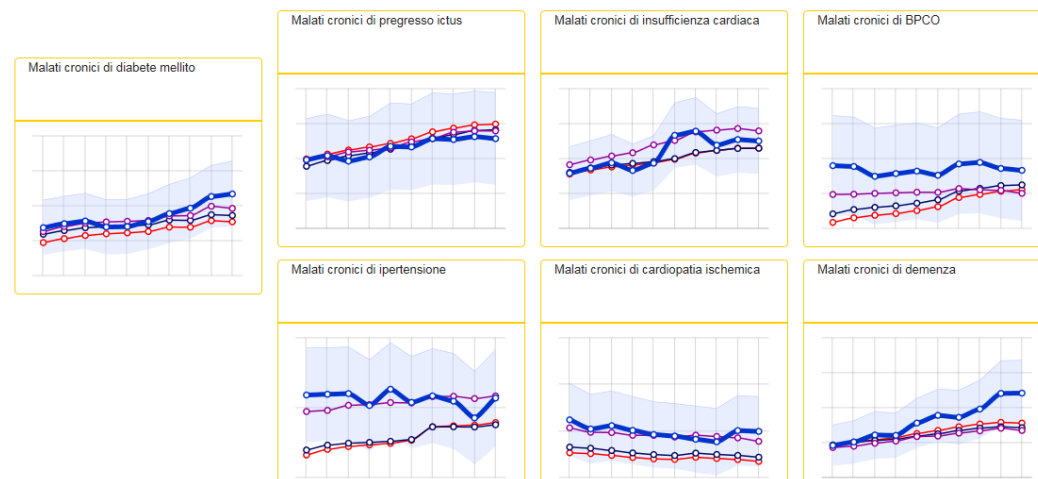 Malati cronici di diabete mellito
Malati cronici di pregresso ictus
Malati cronici di insufficienza cardiaca
Malati cronici di BPCO
Malati cronici di ipertensione
Malati cronici di cardiopatia ischemica
Malati cronici di demenza